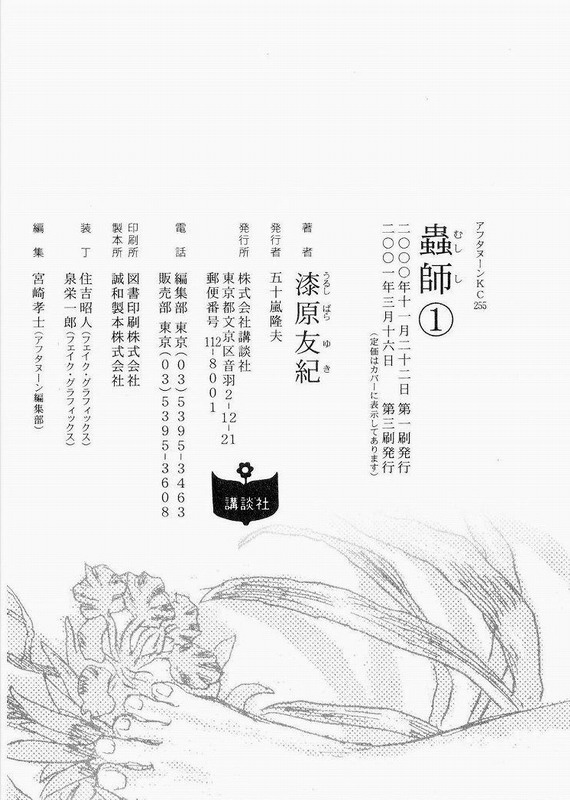 アフタヌーンKC 255
蟲師①
むしし
二〇〇〇年十一月二十二日 第一刷発行
二〇〇一年三月十六日 第三刷発行
(定価はカバーに表示してあります)
著者 漆原友紀
うるしばらゆき
発行者 五十嵐隆夫
発行所 株式会社講談社
東京都文京区音羽2-12-21
郵便番号 112-8001
講談社
電話 編集部 東京(03)5395-3463
販売部 東京(03)5395-3608
印刷所 図書印刷株式会社
製本所 誠和製本株式会社
装丁 住吉昭人(フェイク・グラフィックス)
泉栄一郎(フェイク・グラフィックス)
編集 宮崎孝士(アフタヌーン編集部)